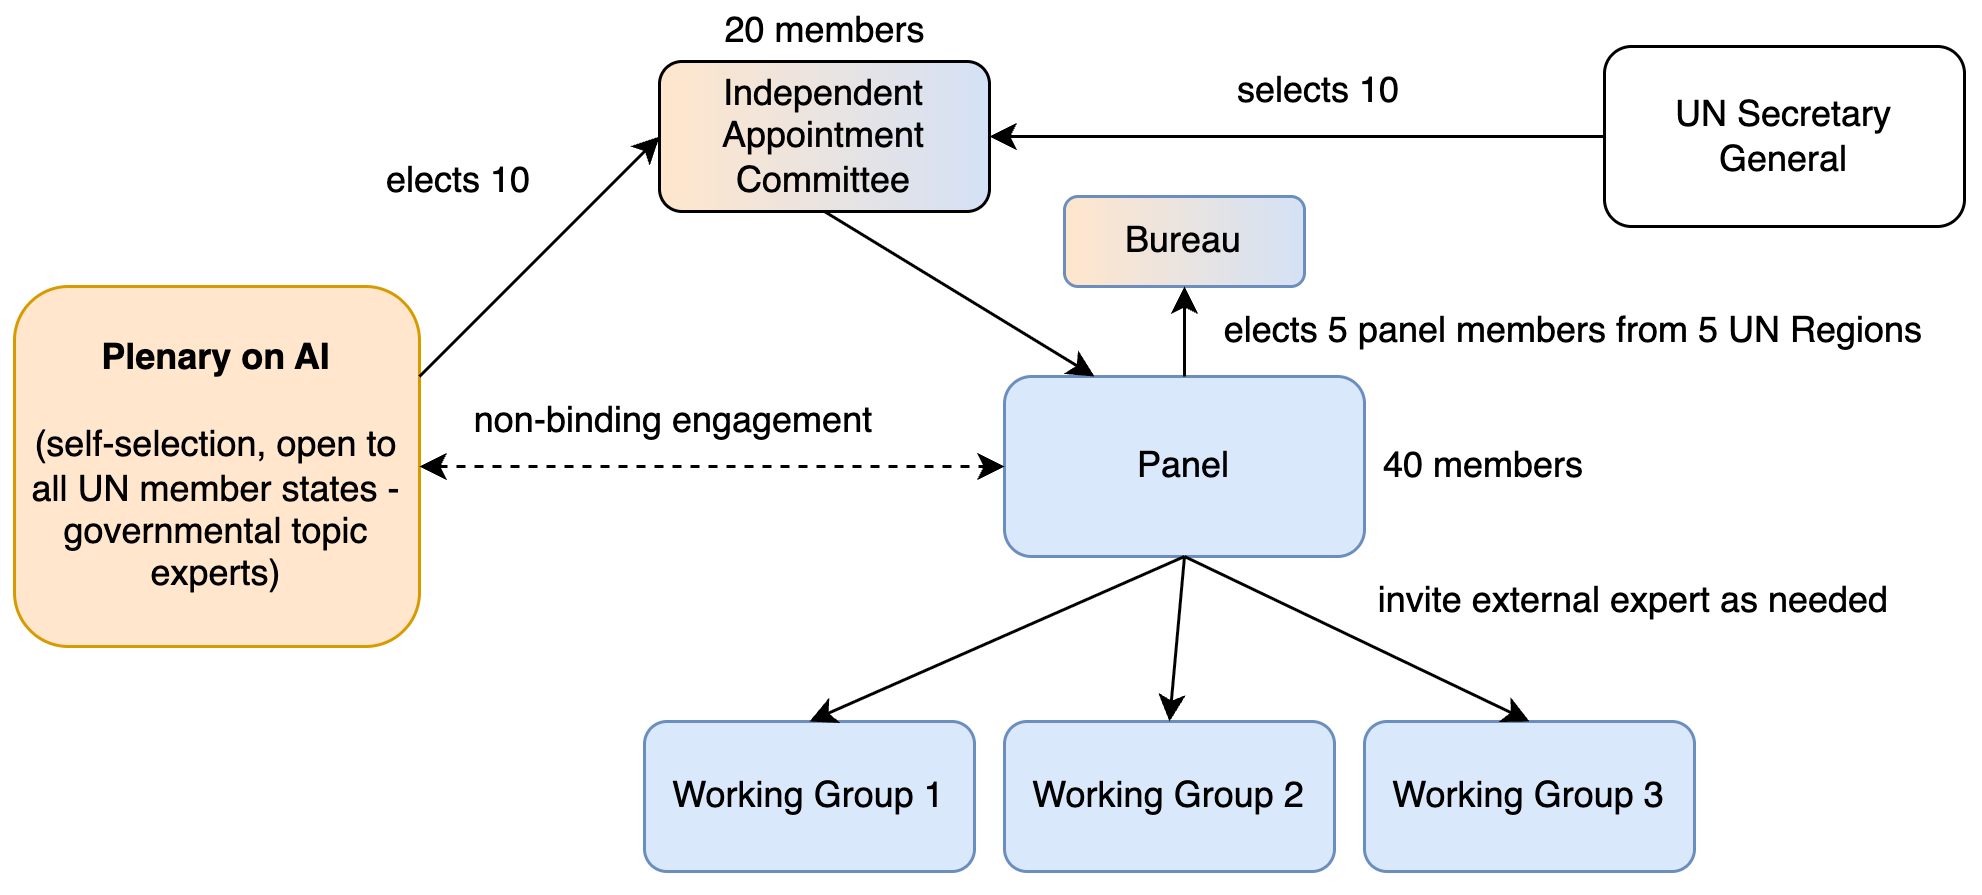 20 members
Independent
Appointment
Committee
selects 10
UN Secretary
General
elects 10
Bureau
elects 5 panel members from 5 UN Regions
Plenary on AI
(self-selection, open to
all UN member states -
governmental topic
experts)
non-binding engagement
Panel
40 members
invite external expert as needed
Working Group 1
Working Group 2
Working Group 3